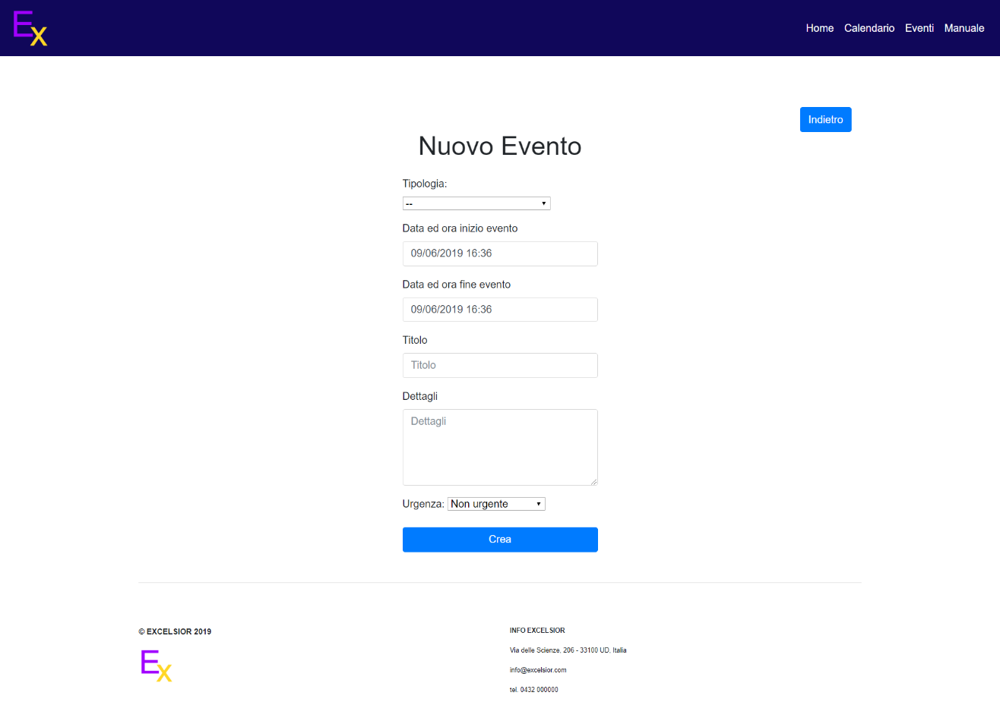 Ex
Home Calendario Eventi Manuale
Indietro
Nuovo Evento
Tipologia:
--
Data ed ora inizio evento
09/06/2019 16:36
Data ed ora fine evento
09/06/2019 16:36
Titolo
Titolo
Dettagli
Dettagli
Urgenza: Non urgente
Crea
© EXCELSIOR 2019
Ex
INFO EXCELSIOR
Via delle Scienze, 206 - 33100 UD, Italia
info@excelsior.com
tel. 0432 000000